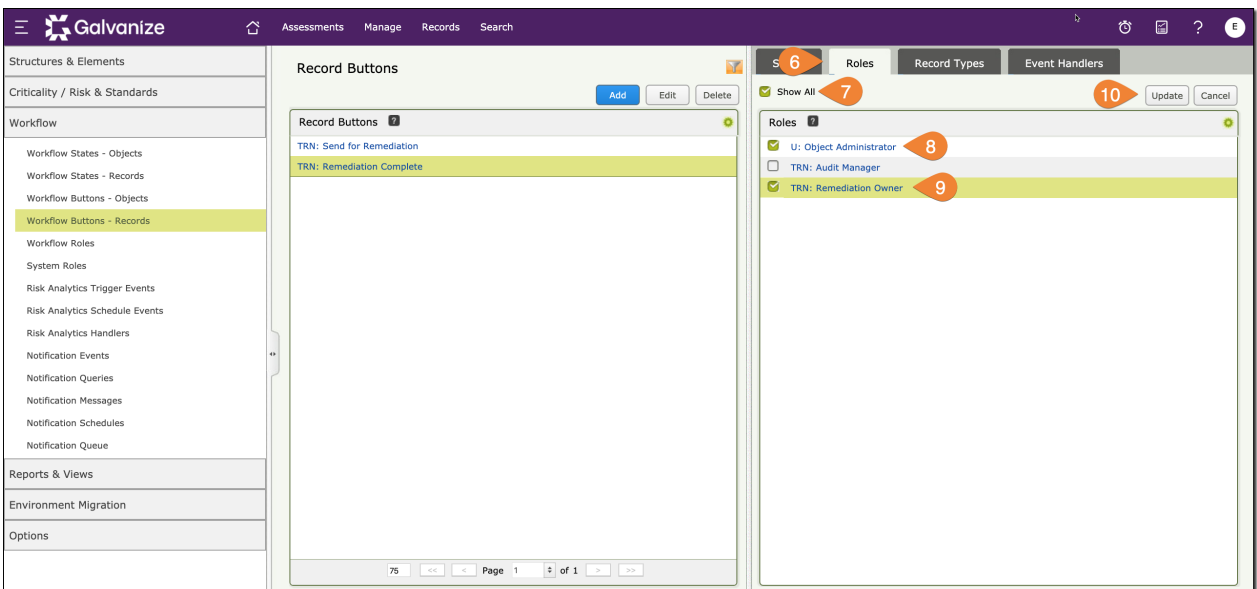 Galvanize
Assessments Manage Records Search
? E
Structures & Elements
Criticality / Risk & Standards
Workflow
Workflow States - Objects
Workflow States - Records
Workflow Buttons - Objects
Workflow Buttons - Records
Workflow Roles
System Roles
Risk Analytics Trigger Events
Risk Analytics Schedule Events
Risk Analytics Handlers
Notification Events
Notification Queries
Notification Messages
Notification Schedules
Notification Queue
Reports & Views
Environment Migration
Options
Record Buttons
Add Edit Delete
Record Buttons ?
TRN: Send for Remediation
TRN: Remediation Complete
75 << < Page 1 of 1 > >>
6 Roles Record Types Event Handlers
Show All 7 10 Update Cancel
Roles ?
U: Object Administrator 8
TRN: Audit Manager
TRN: Remediation Owner 9